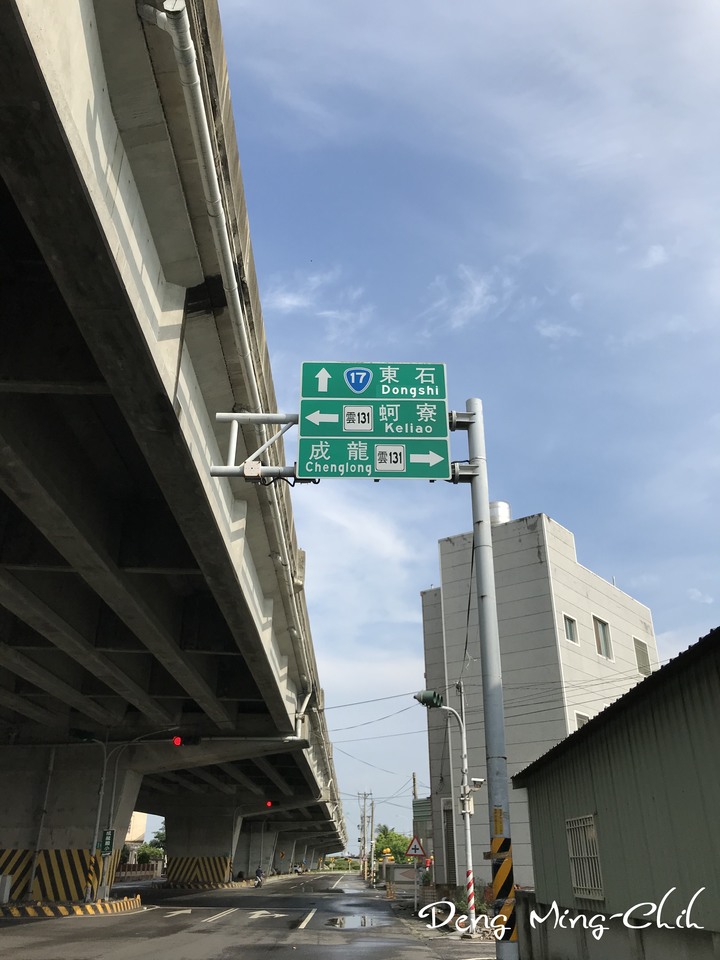 17 東石
Dongshi
雲131 蚵寮
Keliao
成龍 雲131
Chenglong
Deng Ming-Chih